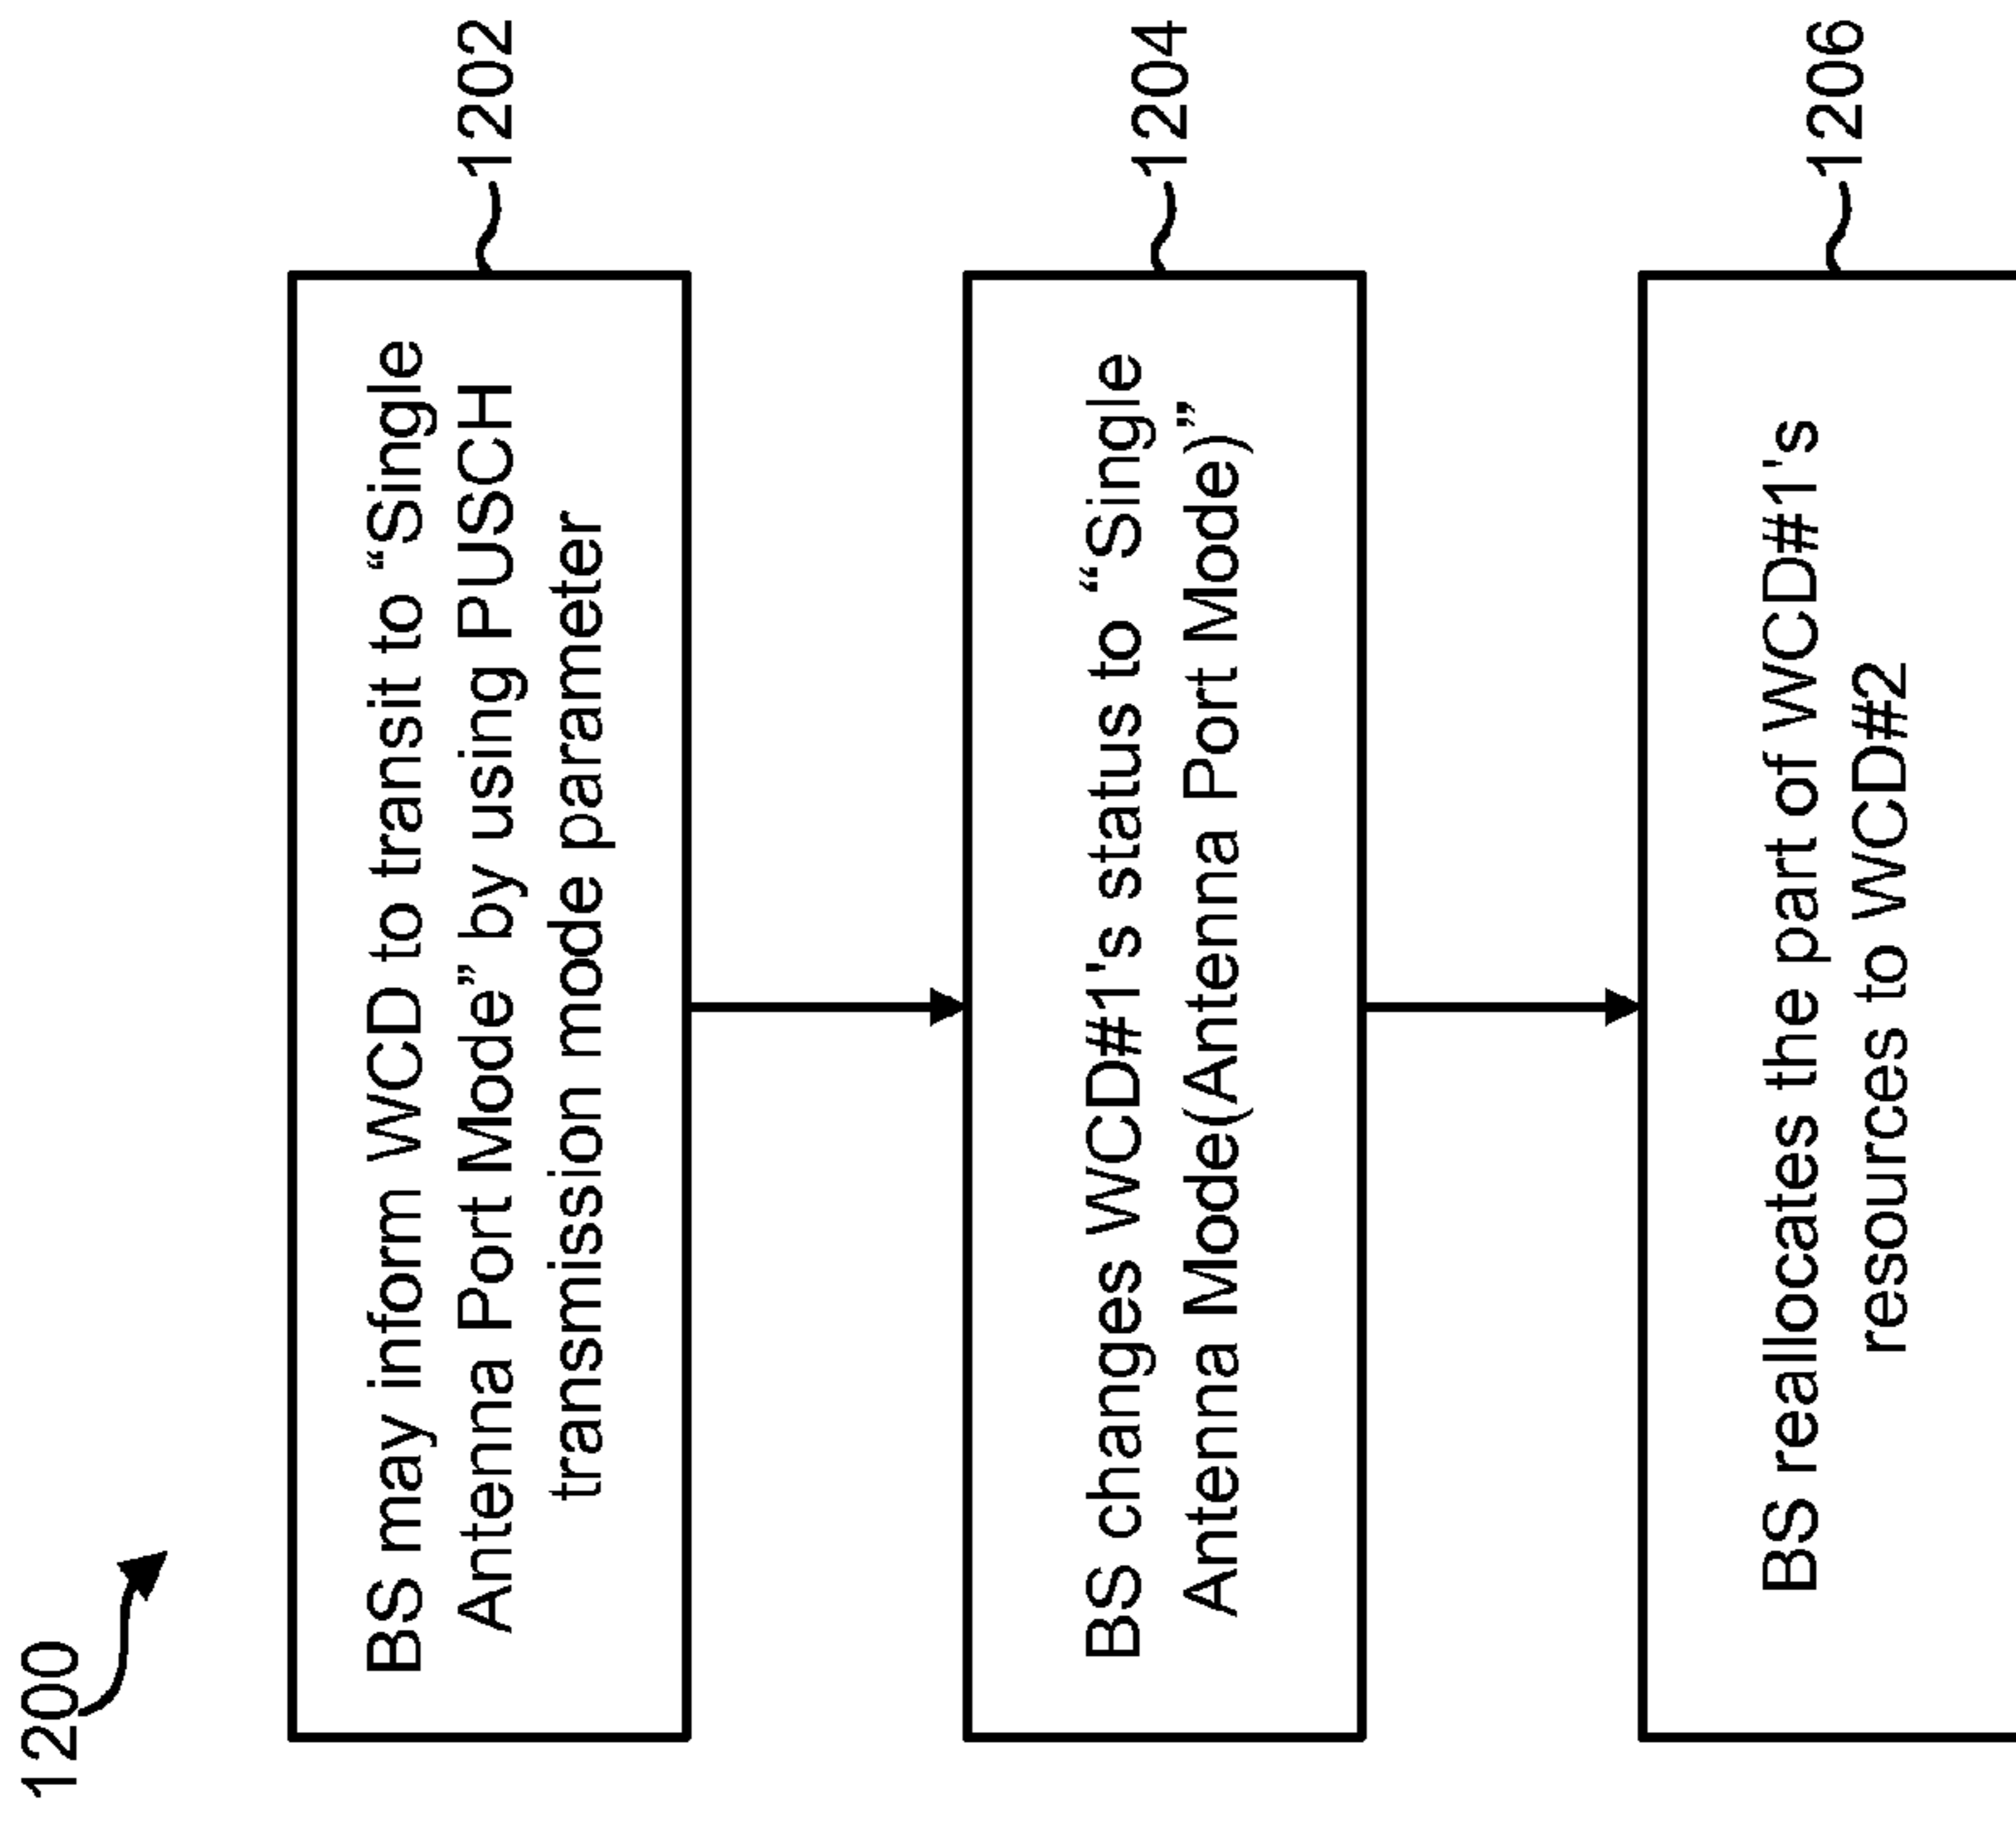 1200
BS may inform WCD to transit to “Single
Antenna Port Mode” by using PUSCH
transmission mode parameter
1202
BS changes WCD#1's status to “Single
Antenna Mode(Antenna Port Mode)”
1204
BS reallocates the part of WCD#1's
resources to WCD#2
1206